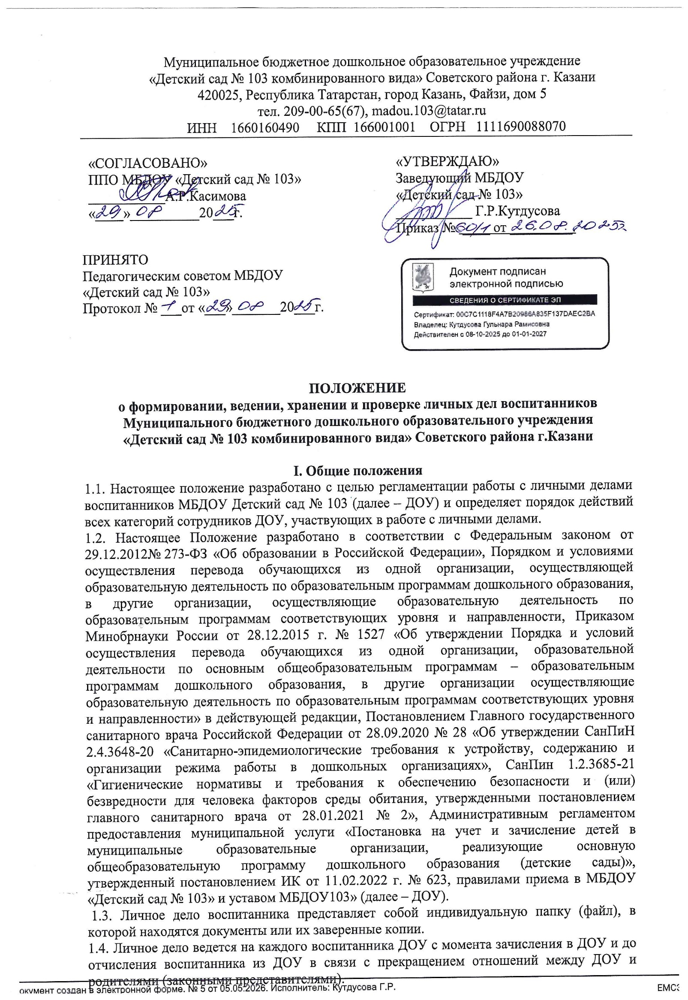 Муниципальное бюджетное дошкольное образовательное учреждение
«Детский сад № 103 комбинированного вида» Советского района г. Казани
420025, Республика Татарстан, город Казань, Файзи, дом 5
тел. 209-00-65(67), madou.103@tatar.ru
ИНН 1660160490 КПП 166001001 ОГРН 1111690088070
«СОГЛАСОВАНО»
ППО МБДОУ «Детский сад № 103»
____________А.Р.Касимова
«29» 08 2025г.
«УТВЕРЖДАЮ»
Заведующий МБДОУ
«Детский сад № 103»
____________ Г.Р.Кутдусова
Приказ № 60/1 от 26.08.2025г.
ПРИНЯТО
Педагогическим советом МБДОУ
«Детский сад № 103»
Протокол № 1 от «29» 08 2025г.
Документ подписан
электронной подписью
СВЕДЕНИЯ О СЕРТИФИКАТЕ ЭП
Сертификат: 00C7C1118F4A7B20986A835F137DAEC2BA
Владелец: Кутдусова Гульнара Рамисовна
Действителен с 08-10-2025 до 01-01-2027
ПОЛОЖЕНИЕ
о формировании, ведении, хранении и проверке личных дел воспитанников
Муниципального бюджетного дошкольного образовательного учреждения
«Детский сад № 103 комбинированного вида» Советского района г.Казани
I. Общие положения
1.1. Настоящее положение разработано с целью регламентации работы с личными делами
воспитанников МБДОУ Детский сад № 103 (далее – ДОУ) и определяет порядок действий
всех категорий сотрудников ДОУ, участвующих в работе с личными делами.
1.2. Настоящее Положение разработано в соответствии с Федеральным законом от
29.12.2012№ 273-ФЗ «Об образовании в Российской Федерации», Порядком и условиями
осуществления перевода обучающихся из одной организации, осуществляющей
образовательную деятельность по образовательным программам дошкольного образования,
в другие организации, осуществляющие образовательную деятельность по
образовательным программам соответствующих уровня и направленности, Приказом
Минобрнауки России от 28.12.2015 г. № 1527 «Об утверждении Порядка и условий
осуществления перевода обучающихся из одной организации, образовательной
деятельности по основным общеобразовательным программам – образовательным
программам дошкольного образования, в другие организации осуществляющие
образовательную деятельность по образовательным программам соответствующих уровня
и направленности» в действующей редакции, Постановлением Главного государственного
санитарного врача Российской Федерации от 28.09.2020 № 28 «Об утверждении СанПиН
2.4.3648-20 «Санитарно-эпидемиологические требования к устройству, содержанию и
организации режима работы в дошкольных организациях», СанПин 1.2.3685-21
«Гигиенические нормативы и требования к обеспечению безопасности и (или)
безвредности для человека факторов среды обитания, утвержденными постановлением
главного санитарного врача от 28.01.2021 № 2», Административным регламентом
предоставления муниципальной услуги «Постановка на учет и зачисление детей в
муниципальные образовательные организации, реализующие основную
общеобразовательную программу дошкольного образования (детские сады)»,
утвержденный постановлением ИК от 11.02.2022 г. № 623, правилами приема в МБДОУ
«Детский сад № 103» и уставом МБДОУ103» (далее – ДОУ).
1.3. Личное дело воспитанника представляет собой индивидуальную папку (файл), в
которой находятся документы или их заверенные копии.
1.4. Личное дело ведется на каждого воспитанника ДОУ с момента зачисления в ДОУ и до
отчисления воспитанника из ДОУ в связи с прекращением отношений между ДОУ и
родителями (законными представителями).
окумент создан в электронной форме. № 5 от 05.05.2026. Исполнитель: Кутдусова Г.Р.